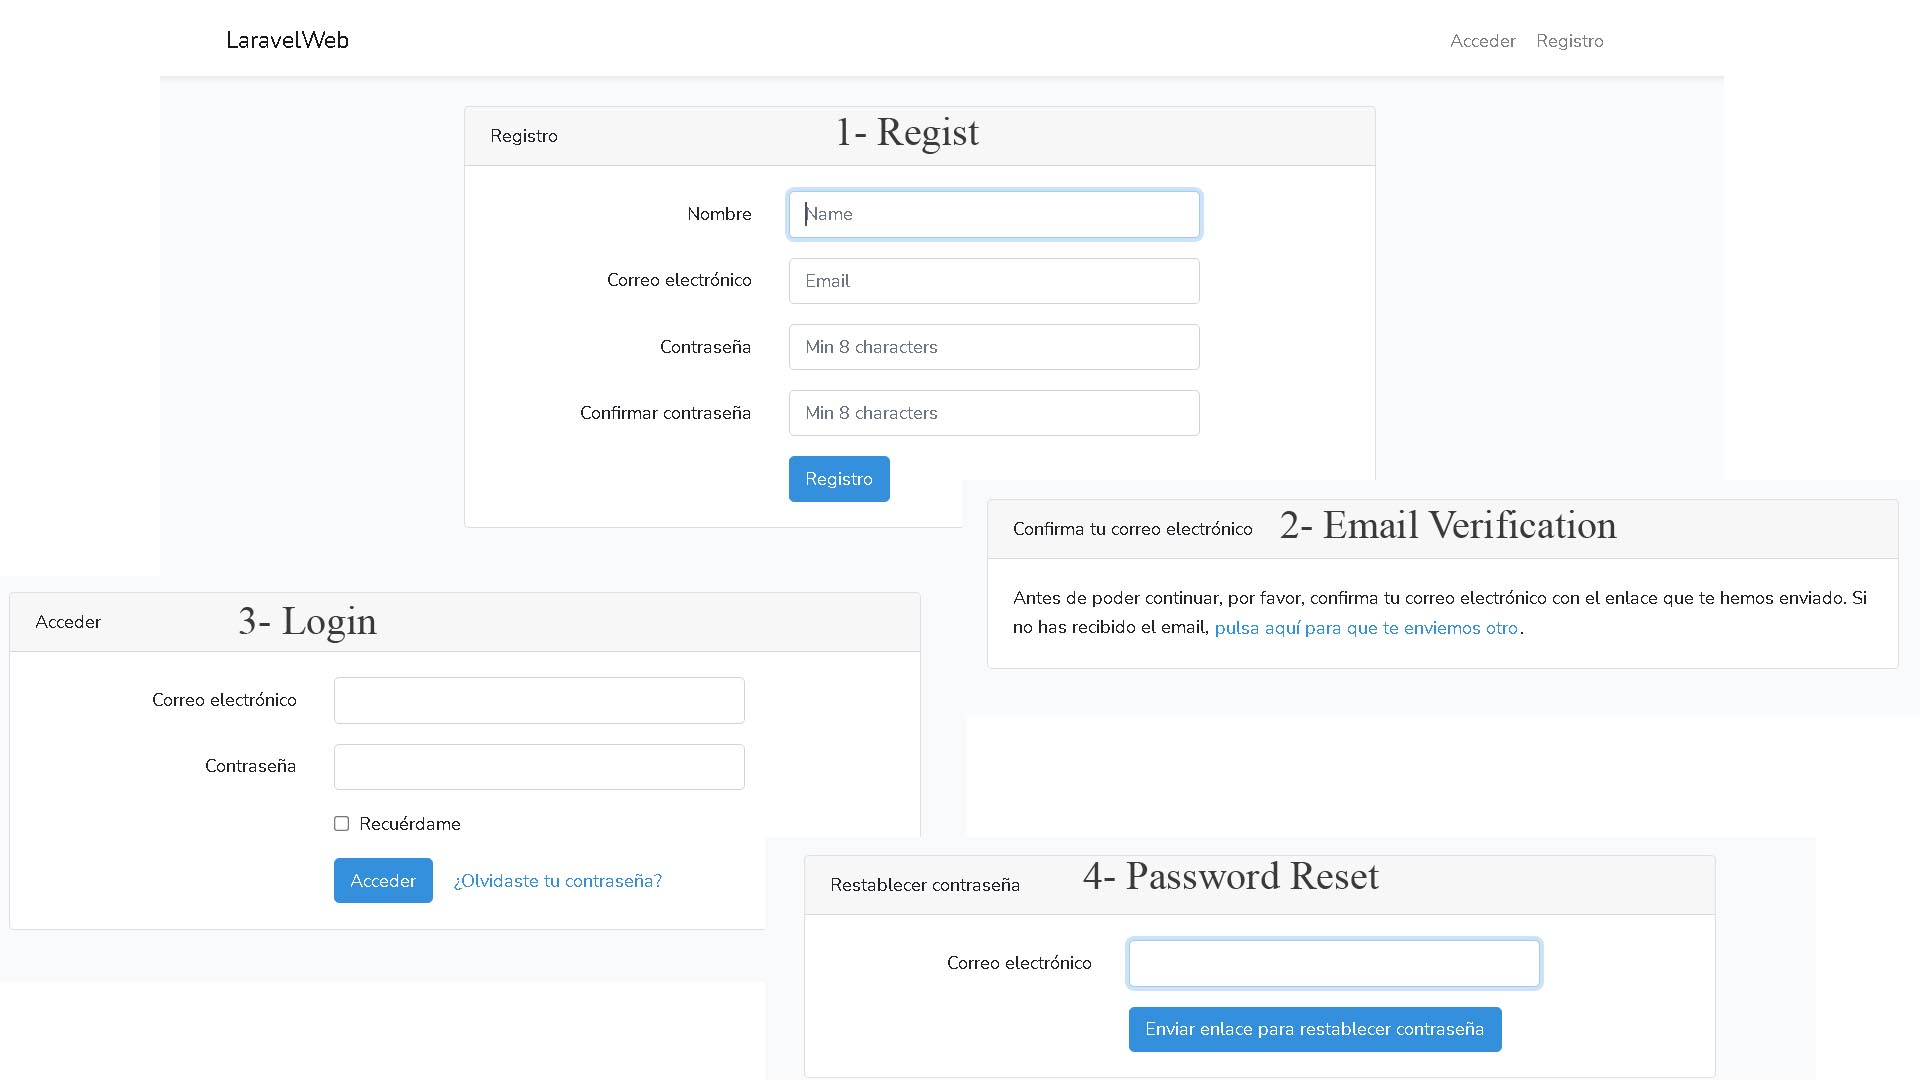 LaravelWeb
Acceder Registro
Registro
1- Regist
Nombre
Name
Correo electrónico
Email
Contraseña
Min 8 characters
Confirmar contraseña
Min 8 characters
Registro
Confirma tu correo electrónico
2- Email Verification
Antes de poder continuar, por favor, confirma tu correo electrónico con el enlace que te hemos enviado. Si
no has recibido el email, pulsa aquí para que te enviemos otro.
Acceder
3- Login
Correo electrónico
Contraseña
Recuérdame
Acceder
¿Olvidaste tu contraseña?
Restablecer contraseña
4- Password Reset
Correo electrónico
Enviar enlace para restablecer contraseña